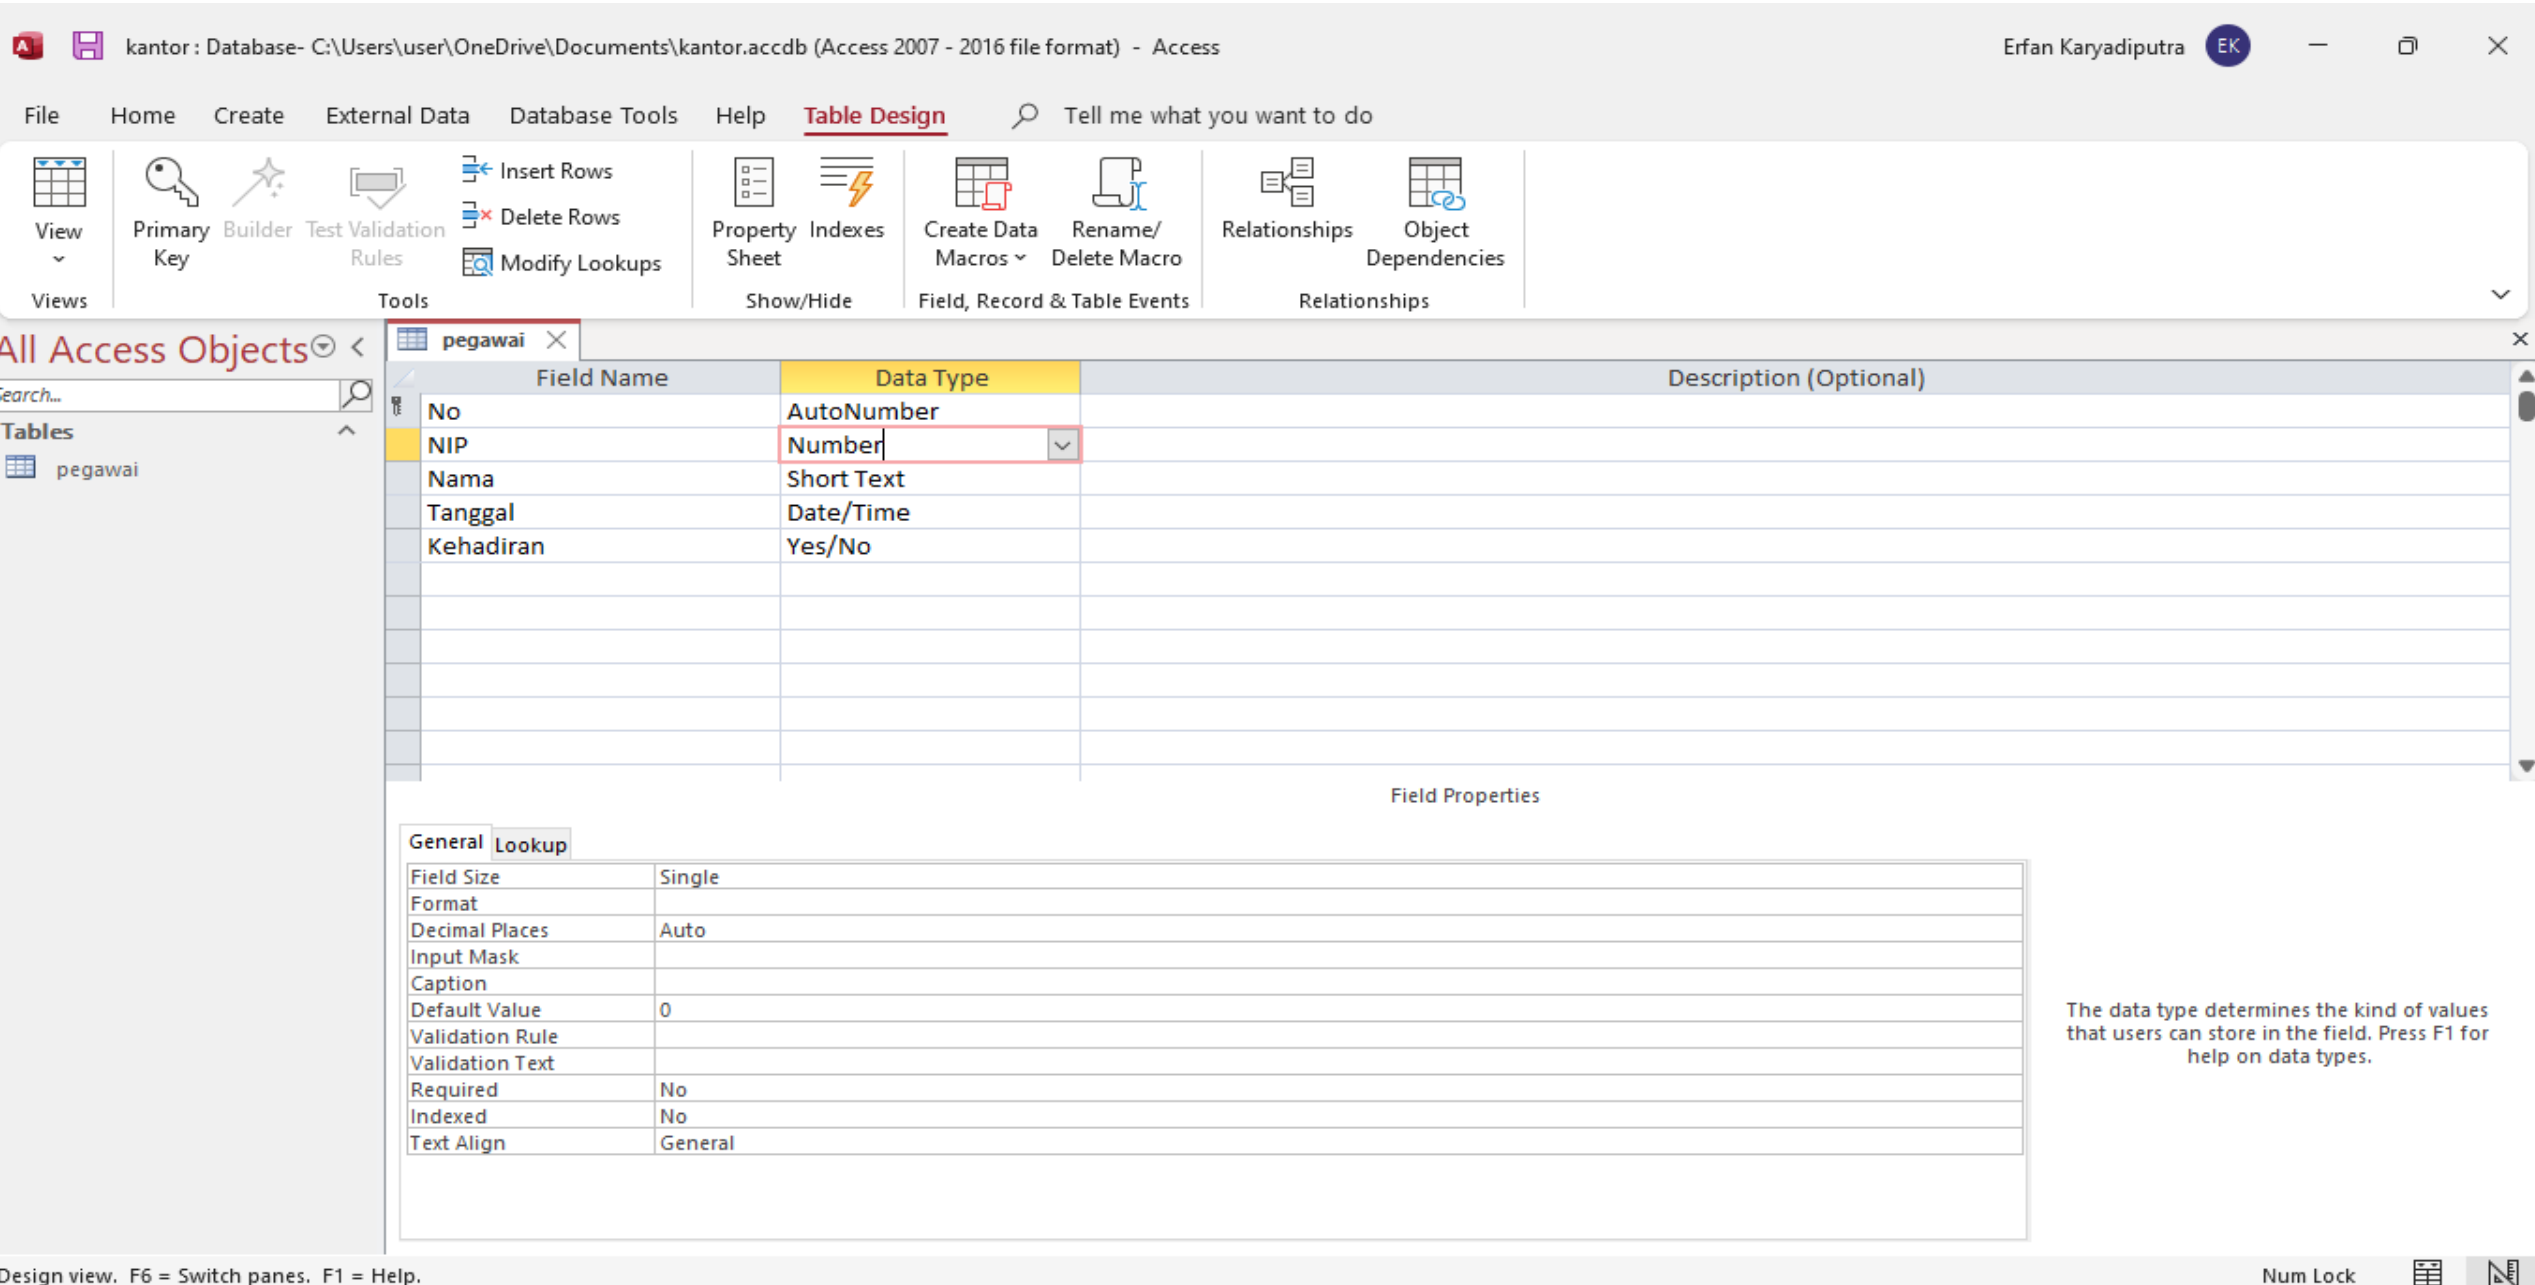 kantor : Database- C:\Users\user\OneDrive\Documents\kantor.accdb (Access 2007 - 2016 file format) - Access
Erfan Karyadiputra EK
File Home Create External Data Database Tools Help Table Design Tell me what you want to do
View
Views
Primary Key
Builder
Test Validation Rules
Insert Rows
Delete Rows
Modify Lookups
Tools
Property Sheet
Indexes
Show/Hide
Create Data Macros
Rename/ Delete Macro
Field, Record & Table Events
Relationships
Object Dependencies
Relationships
All Access Objects
Search...
Tables
pegawai
pegawai
Field Name Data Type Description (Optional)
No AutoNumber
NIP Number
Nama Short Text
Tanggal Date/Time
Kehadiran Yes/No
Field Properties
General Lookup
Field Size Single
Format
Decimal Places Auto
Input Mask
Caption
Default Value 0
Validation Rule
Validation Text
Required No
Indexed No
Text Align General
The data type determines the kind of values
that users can store in the field. Press F1 for
help on data types.
Design view. F6 = Switch panes. F1 = Help.
Num Lock